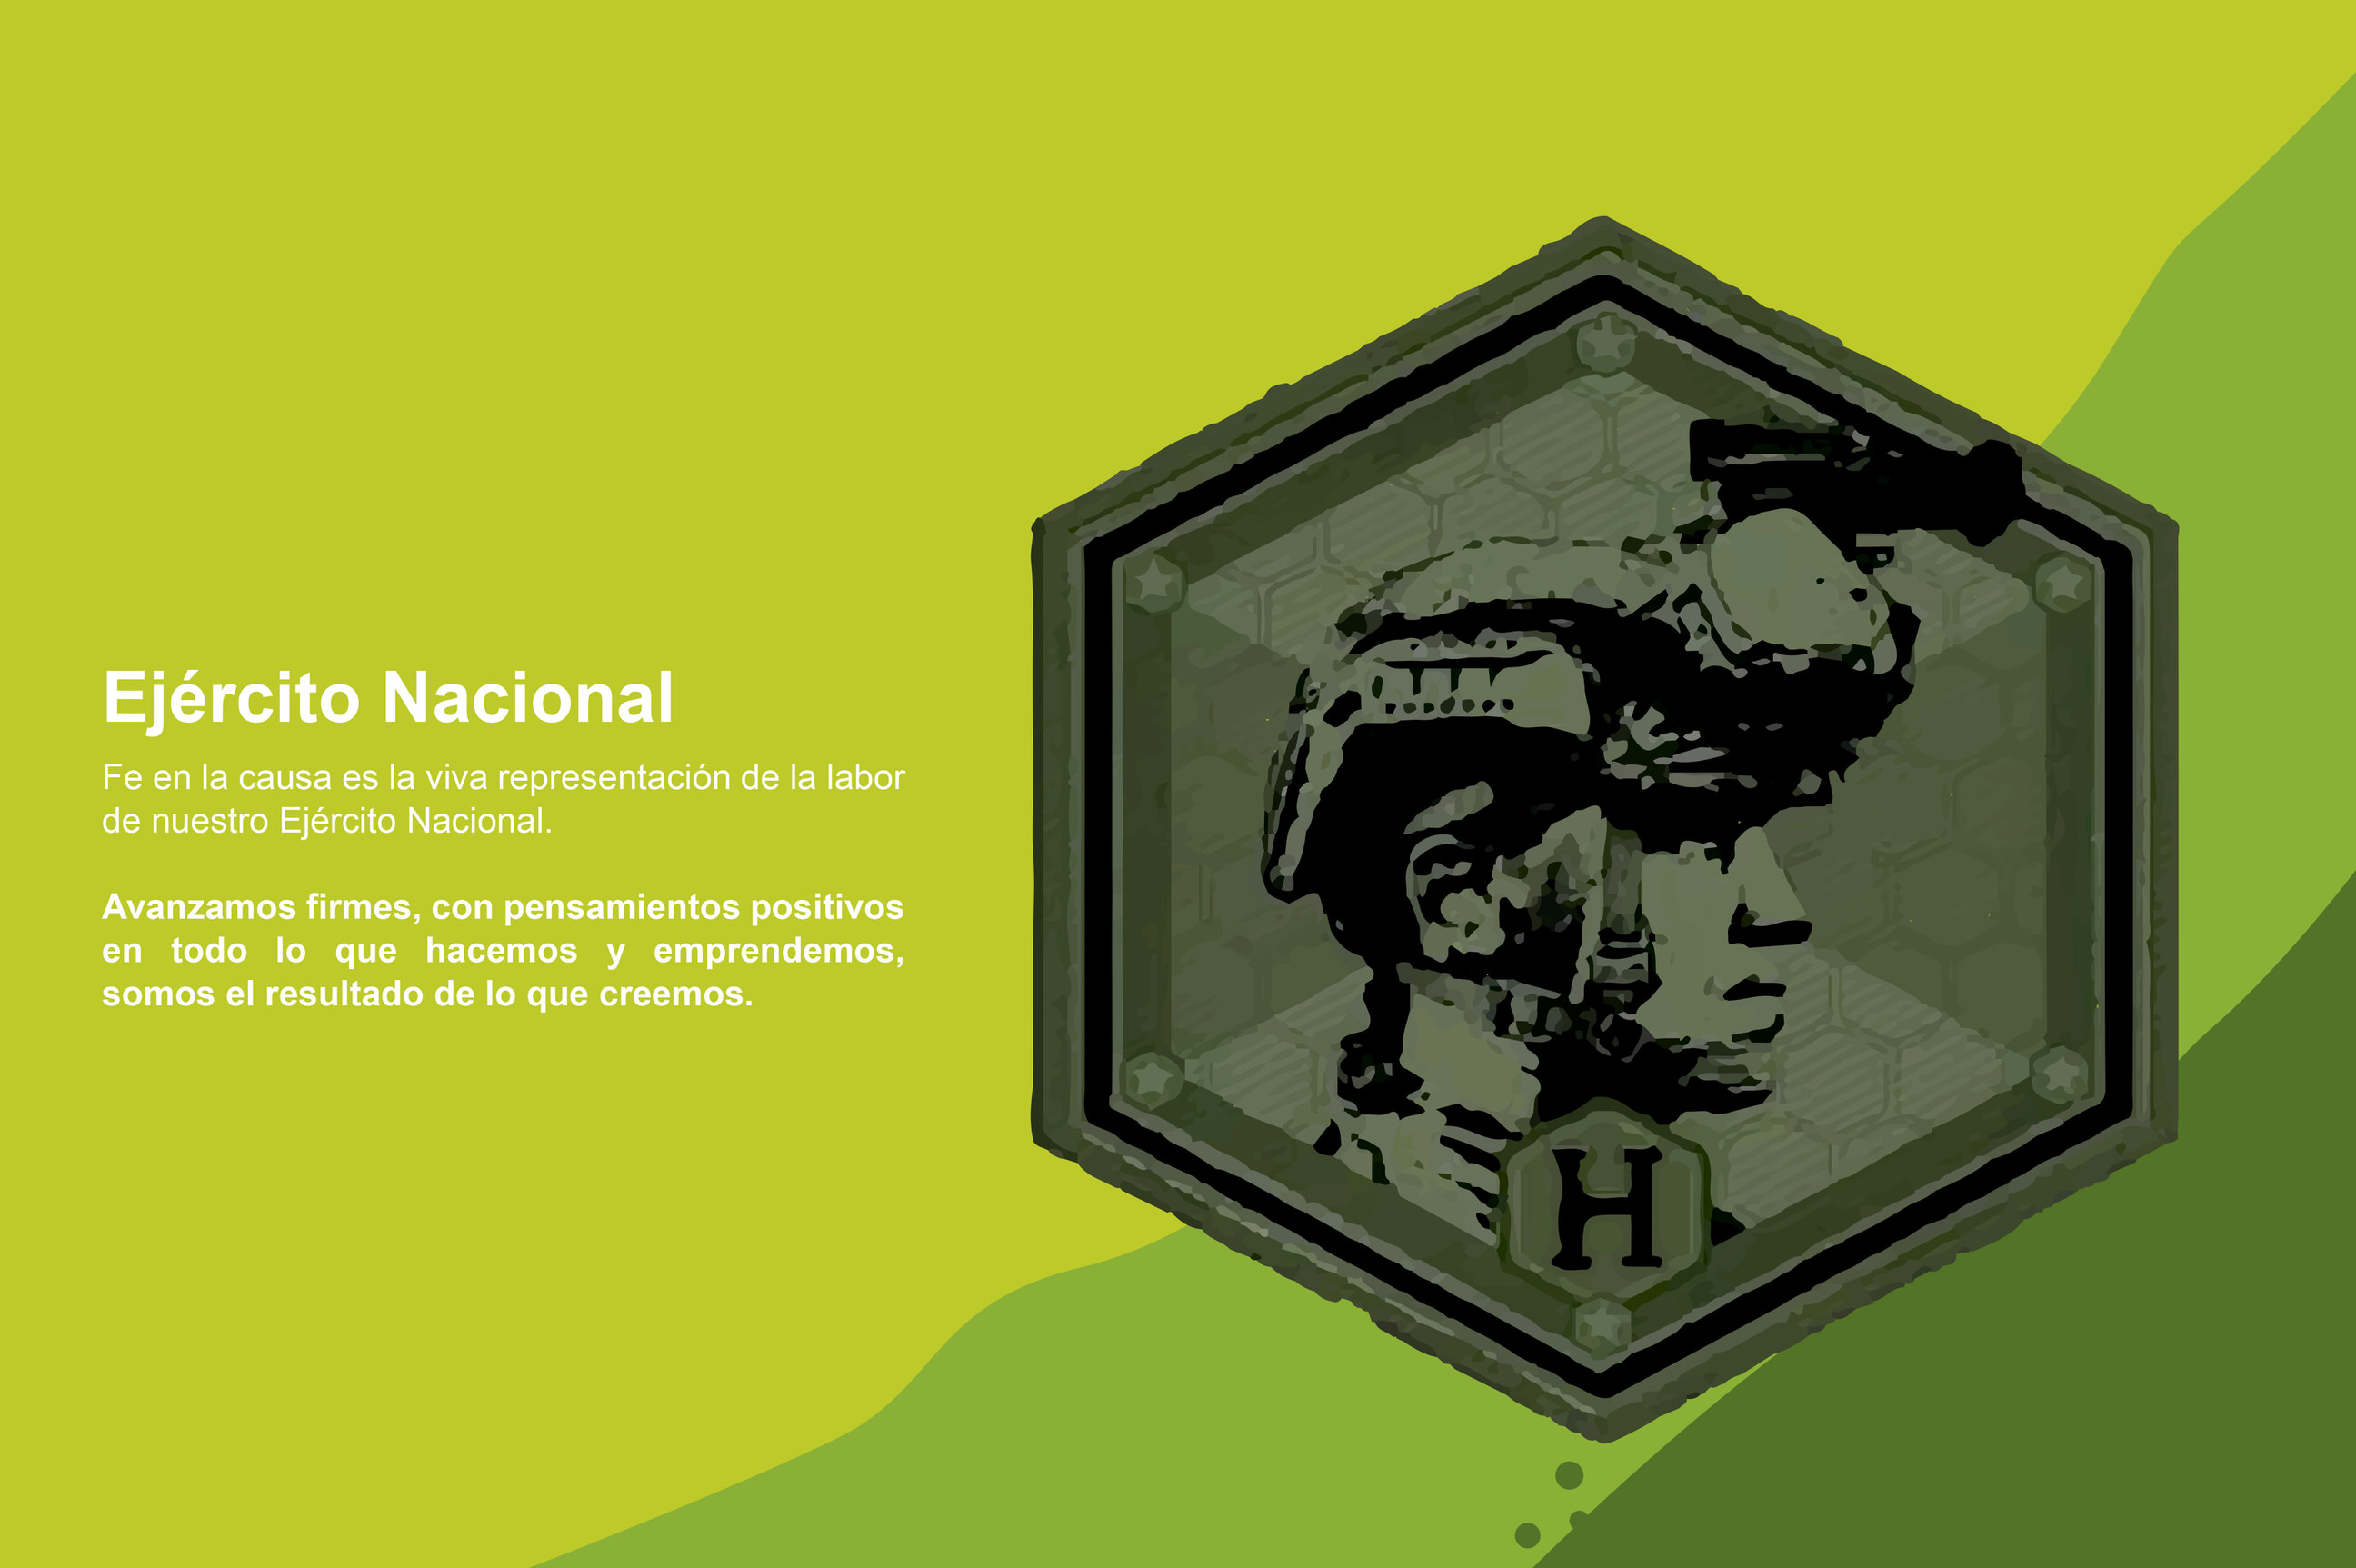 Ejército Nacional
Fe en la causa es la viva representación de la labor
de nuestro Ejército Nacional.
Avanzamos firmes, con pensamientos positivos
en todo lo que hacemos y emprendemos,
somos el resultado de lo que creemos.
H